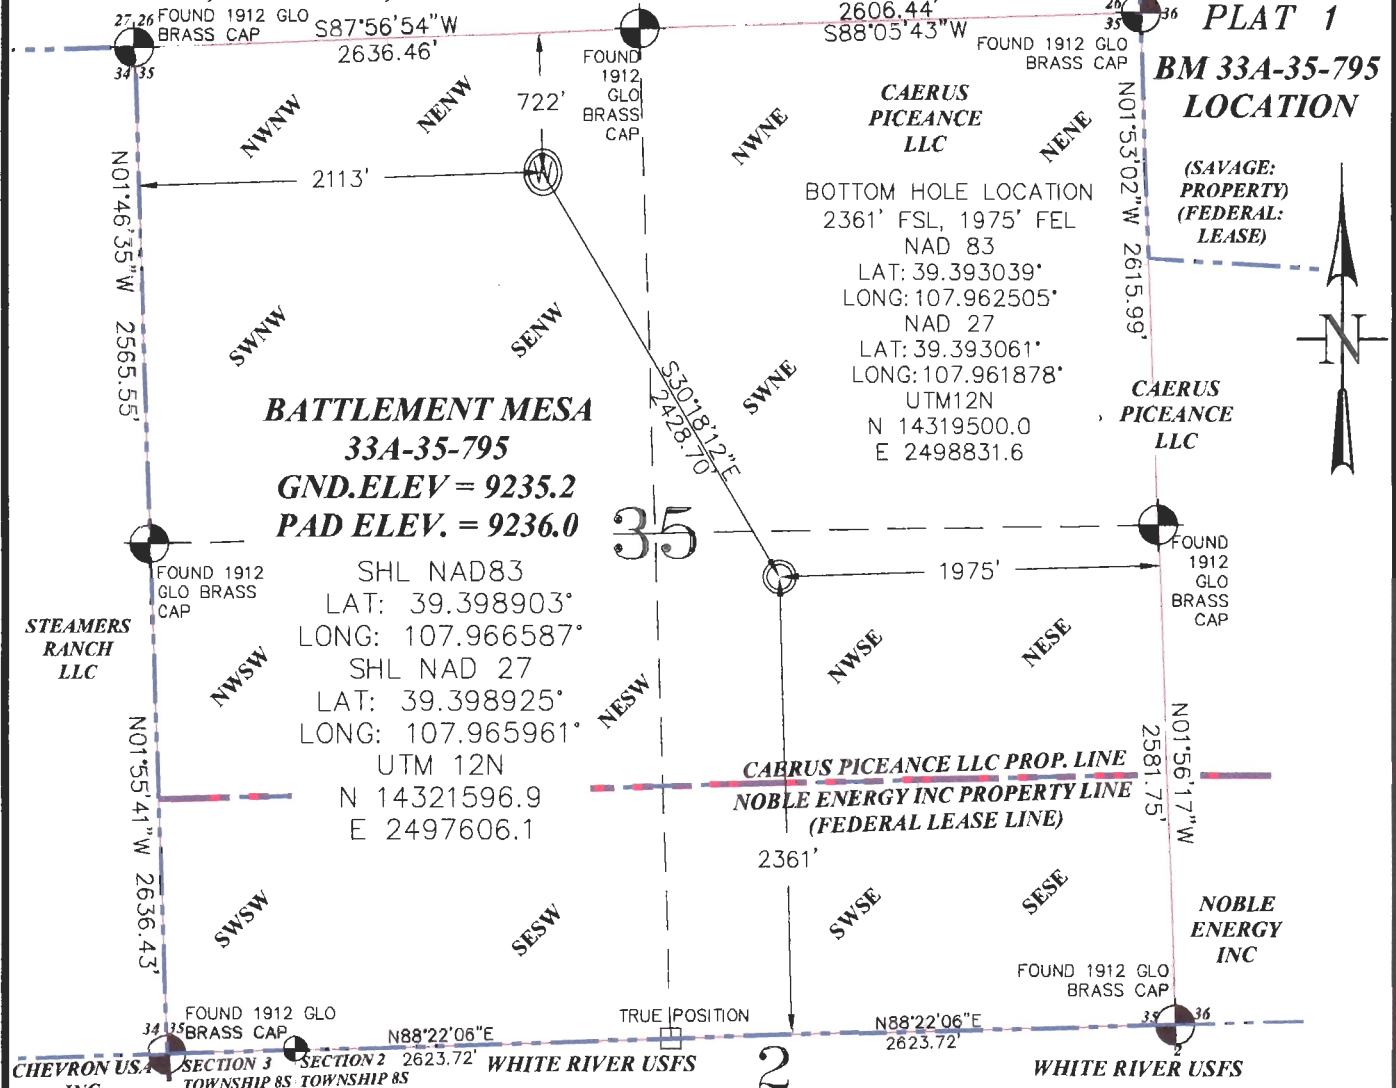 27 26
FOUND 1912 GLO
BRASS CAP
34 35
S87°56'54"W
2636.46'
FOUND
1912
GLO
BRASS
CAP
2606.44'
S88°05'43"W
26
35 36
FOUND 1912 GLO
BRASS CAP
PLAT 1
BM 33A-35-795
LOCATION
722'
NWNW
NENW
NWNE
NENE
CAERUS
PICEANCE
LLC
N01°53'02"W 2615.99'
(SAVAGE:
PROPERTY)
(FEDERAL:
LEASE)
N
2113'
W
N01°46'35"W 2565.55'
BOTTOM HOLE LOCATION
2361' FSL, 1975' FEL
NAD 83
LAT: 39.393039°
LONG: 107.962505°
NAD 27
LAT: 39.393061°
LONG: 107.961878°
UTM12N
N 14319500.0
E 2498831.6
SWNW
SENW
SWNE
S30°18'12"E
2428.70'
CAERUS
PICEANCE
LLC
BATTLEMENT MESA
33A-35-795
GND.ELEV = 9235.2
PAD ELEV. = 9236.0
35
SHL NAD83
LAT: 39.398903°
LONG: 107.966587°
SHL NAD 27
LAT: 39.398925°
LONG: 107.965961°
UTM 12N
N 14321596.9
E 2497606.1
FOUND 1912
GLO BRASS
CAP
1975'
FOUND
1912
GLO
BRASS
CAP
STEAMERS
RANCH
LLC
NWSW
NESW
NWSE
NESE
N01°55'41"W 2636.43'
N01°56'17"W
2581.75'
CAERUS PICEANCE LLC PROP. LINE
NOBLE ENERGY INC PROPERTY LINE
(FEDERAL LEASE LINE)
2361'
SWSW
SESW
SWSE
SESE
NOBLE
ENERGY
INC
FOUND 1912 GLO
BRASS CAP
FOUND 1912 GLO
BRASS CAP
34 35
TRUE POSITION
N88°22'06"E
2623.72'
N88°22'06"E
2623.72'
35 36
2
CHEVRON USA
INC
SECTION 3
TOWNSHIP 8S
SECTION 2
TOWNSHIP 8S
WHITE RIVER USFS
2
WHITE RIVER USFS